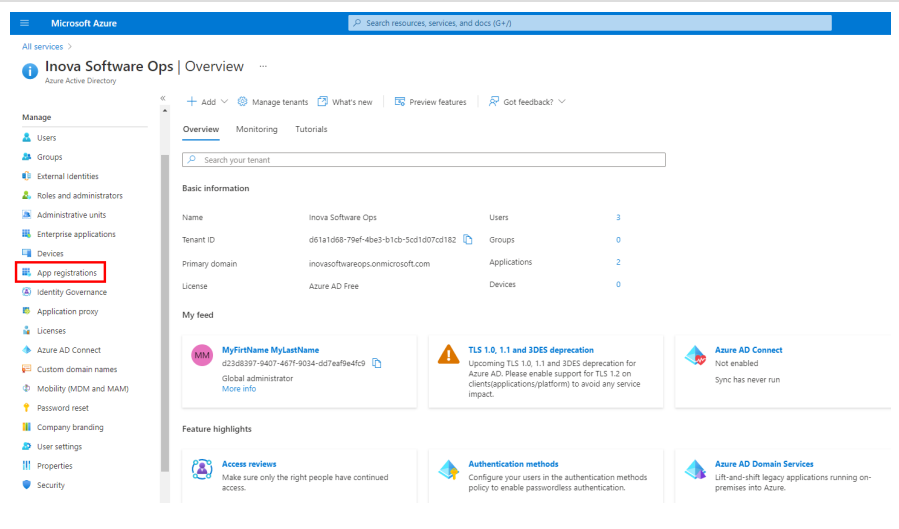 Microsoft Azure
Search resources, services, and docs (G+/)
All services >
Inova Software Ops | Overview ...
Azure Active Directory
«
Add
Manage tenants
What's new
Preview features
Got feedback?
Manage
Users
Groups
External Identities
Roles and administrators
Administrative units
Enterprise applications
Devices
App registrations
Identity Governance
Application proxy
Licenses
Azure AD Connect
Custom domain names
Mobility (MDM and MAM)
Password reset
Company branding
User settings
Properties
Security
Overview
Monitoring
Tutorials
Search your tenant
Basic information
Name
Inova Software Ops
Users
3
Tenant ID
d61a1d68-79ef-4be3-b1cb-5cd1d07cd182
Groups
0
Primary domain
inovasoftwareops.onmicrosoft.com
Applications
2
License
Azure AD Free
Devices
0
My feed
MM
MyFirtName MyLastName
d23d8397-9407-467f-9034-dd7eaf9e4fc9
Global administrator
More info
TLS 1.0, 1.1 and 3DES deprecation
Upcoming TLS 1.0, 1.1 and 3DES deprecation for
Azure AD. Please enable support for TLS 1.2 on
clients(applications/platform) to avoid any service
impact.
Azure AD Connect
Not enabled
Sync has never run
Feature highlights
Access reviews
Make sure only the right people have continued
access.
Authentication methods
Configure your users in the authentication methods
policy to enable passwordless authentication.
Azure AD Domain Services
Lift-and-shift legacy applications running on-
premises into Azure.